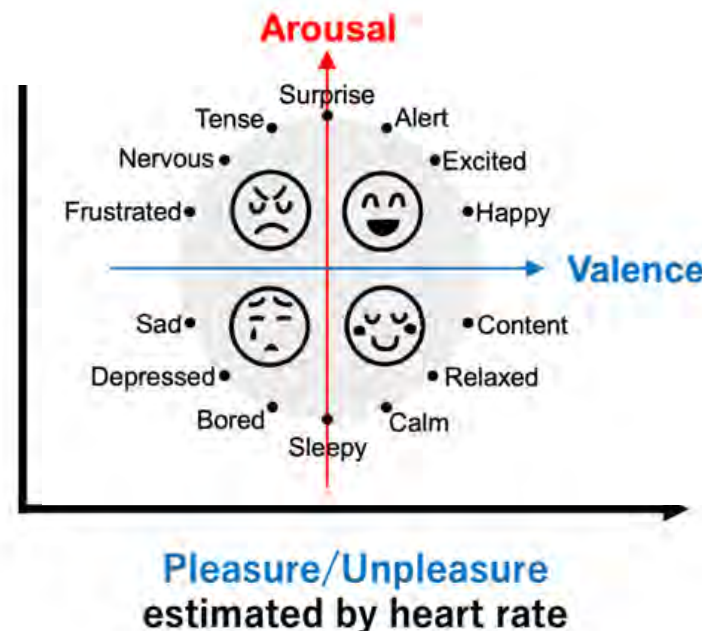 Arousal
Surprise
Tense
Alert
Nervous
Excited
Frustrated
Happy
Valence
Sad
Content
Depressed
Relaxed
Bored
Calm
Sleepy
Pleasure/Unpleasure
estimated by heart rate